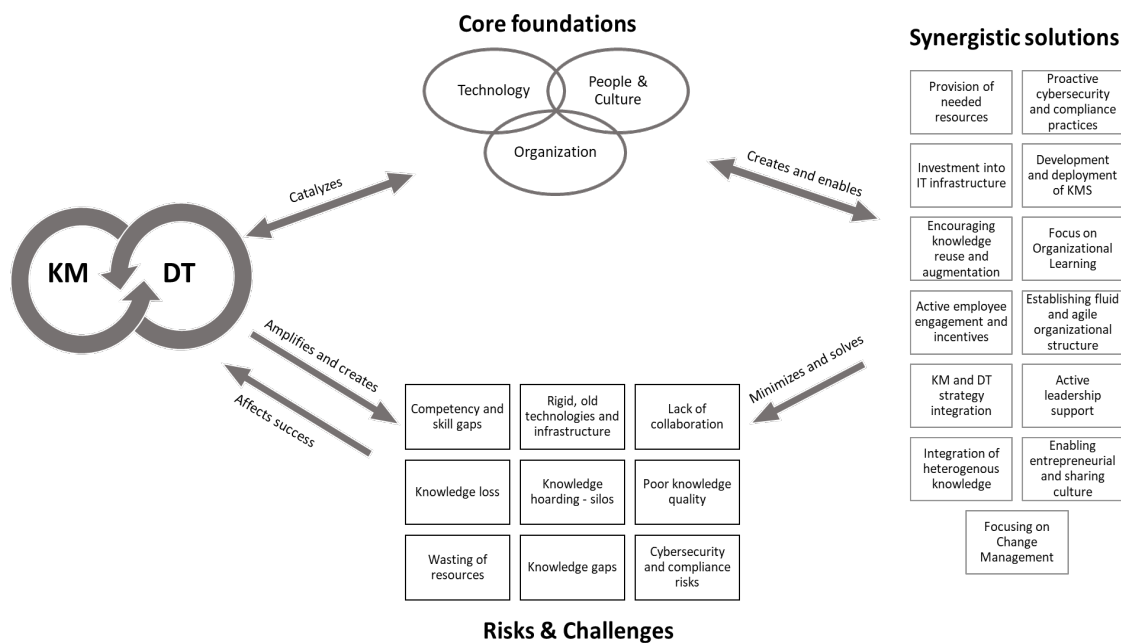 Core foundations
Technology
People &
Culture
Organization
Synergistic solutions
Provision of
needed
resources
Proactive
cybersecurity
and compliance
practices
Investment into
IT infrastructure
Development
and deployment
of KMS
Encouraging
knowledge
reuse and
augmentation
Focus on
Organizational
Learning
Active employee
engagement and
incentives
Establishing fluid
and agile
organizational
structure
KM and DT
strategy
integration
Active
leadership
support
Integration of
heterogenous
knowledge
Enabling
entrepreneurial
and sharing
culture
Focusing on
Change
Management
Catalyzes
Creates and enables
KM
DT
Amplifies and creates
Affects success
Minimizes and solves
Competency and
skill gaps
Rigid, old
technologies and
infrastructure
Lack of
collaboration
Knowledge loss
Knowledge
hoarding - silos
Poor knowledge
quality
Wasting of
resources
Knowledge gaps
Cybersecurity
and compliance
risks
Risks & Challenges